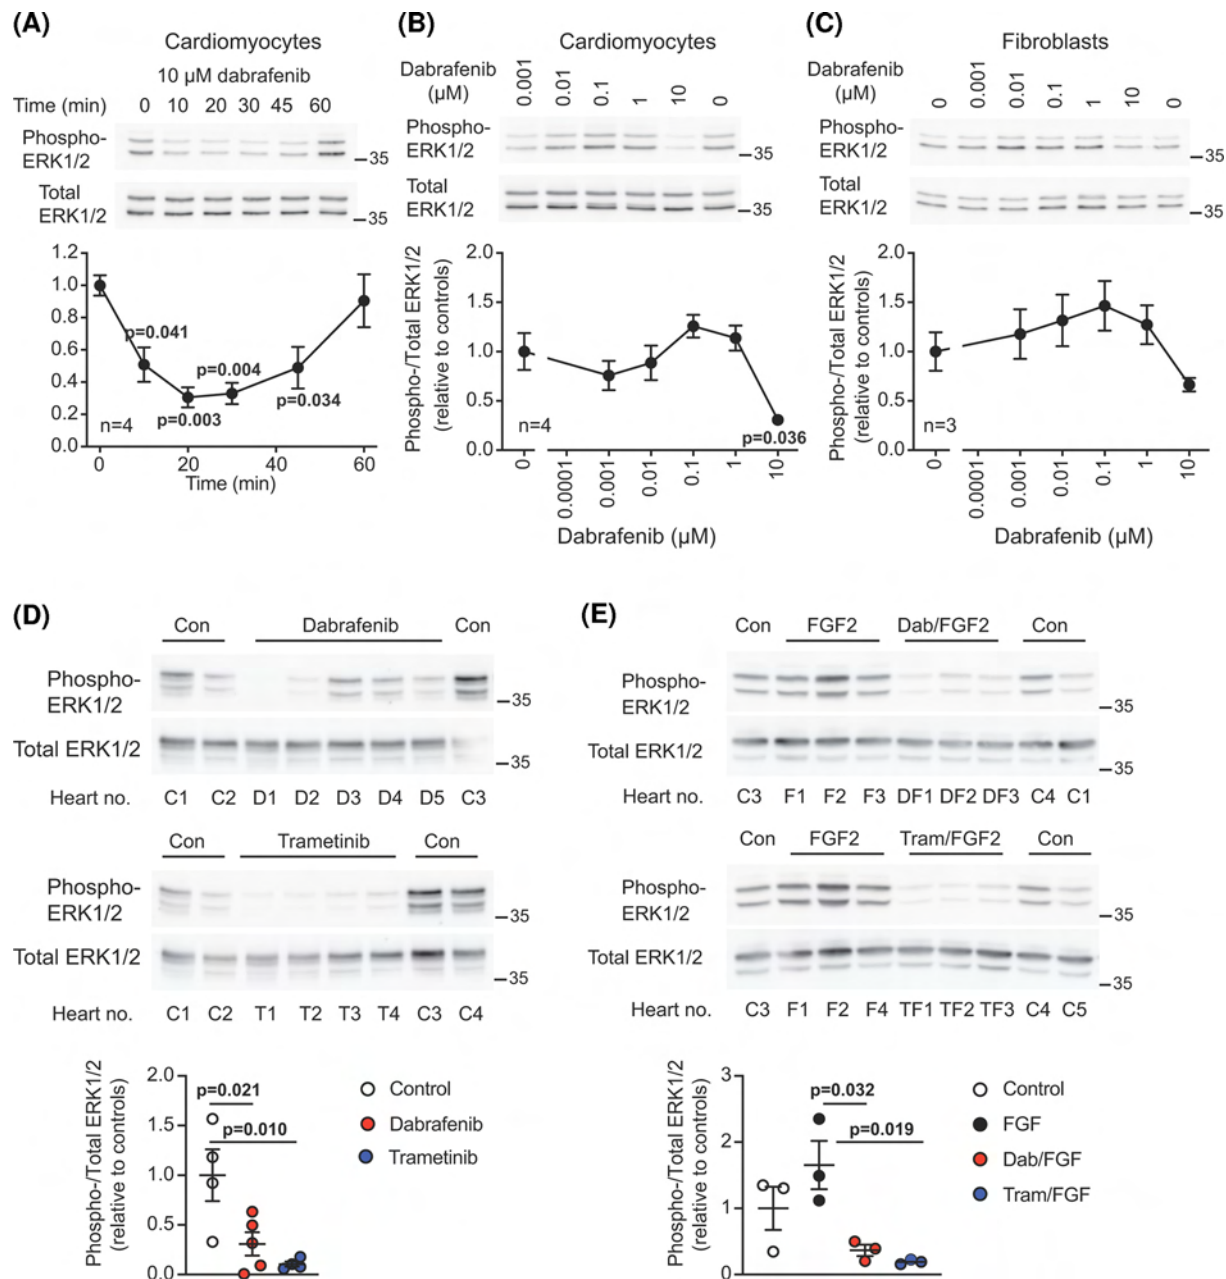 (A)
Cardiomyocytes
10 µM dabrafenib
Time (min) 0 10 20 30 45 60
Phospho-
ERK1/2
35
Total
ERK1/2
35
1.2
1.0
0.8
0.6
0.4
0.2
0.0
p=0.041
p=0.004
p=0.003
p=0.034
n=4
0 20 40 60
Time (min)
(B)
Cardiomyocytes
Dabrafenib
(µM)
0.001 0.01 0.1 1 10 0
Phospho-
ERK1/2
35
Total
ERK1/2
35
Phospho-/Total ERK1/2
(relative to controls)
2.0
1.5
1.0
0.5
0.0
n=4
p=0.036
0 0.0001 0.001 0.01 0.1 1 10
Dabrafenib (µM)
(C)
Fibroblasts
Dabrafenib
(µM)
0 0.0001 0.01 0.1 1 10 0
Phospho-
ERK1/2
35
Total
ERK1/2
35
Phospho-/Total ERK1/2
(relative to controls)
2.0
1.5
1.0
0.5
0.0
n=3
0 0.0001 0.001 0.01 0.1 1 10
Dabrafenib (µM)
(D)
Con Dabrafenib Con
Phospho-
ERK1/2
35
Total ERK1/2
35
Heart no. C1 C2 D1 D2 D3 D4 D5 C3
Con Trametinib Con
Phospho-
ERK1/2
35
Total ERK1/2
35
Heart no. C1 C2 T1 T2 T3 T4 C3 C4
Phospho-/Total ERK1/2
(relative to controls)
2.0
1.5
1.0
0.5
0.0
p=0.021
p=0.010
Control
Dabrafenib
Trametinib
(E)
Con FGF2 Dab/FGF2 Con
Phospho-
ERK1/2
35
Total ERK1/2
35
Heart no. C3 F1 F2 F3 DF1 DF2 DF3 C4 C1
Con FGF2 Tram/FGF2 Con
Phospho-
ERK1/2
35
Total ERK1/2
35
Heart no. C3 F1 F2 F4 TF1 TF2 TF3 C4 C5
Phospho-/Total ERK1/2
(relative to controls)
3
2
1
0
p=0.032
p=0.019
Control
FGF
Dab/FGF
Tram/FGF